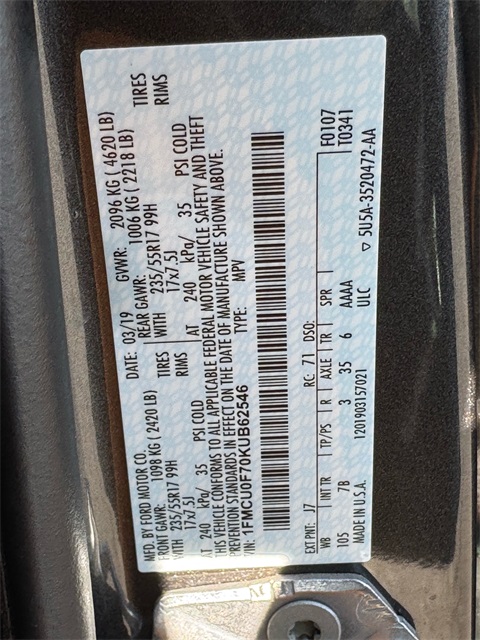 MFD. BY FORD MOTOR CO.
DATE: 03/19 GVWR: 2096 KG ( 4620 LB)
FRONT GAWR: 1098 KG ( 2420 LB) REAR GAWR: 1006 KG ( 2218 LB)
WITH 235/55R17 99H TIRES WITH 235/55R17 99H TIRES
17x7.5J RIMS 17x7.5J RIMS
AT 240 kPa/ 35 PSI COLD AT 240 kPa/ 35 PSI COLD
THIS VEHICLE CONFORMS TO ALL APPLICABLE FEDERAL MOTOR VEHICLE SAFETY AND THEFT
PREVENTION STANDARDS IN EFFECT ON THE DATE OF MANUFACTURE SHOWN ABOVE.
VIN: 1FMCU0F70KUB62546 TYPE: MPV
F0107
T0341
EXT PNT: J7 RC: 71 DSO:
WB INT TR TP/PS R AXLE TR SPR
105 7B 3 35 6 AAAA
MADE IN U.S.A. 1201903157021 ULC
▽ 5U5A-3520472-AA